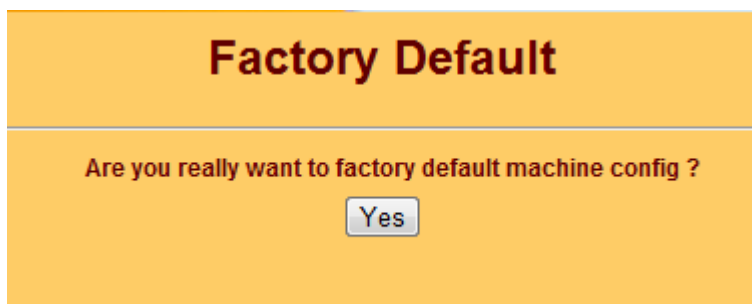 Factory Default
Are you really want to factory default machine config ?
Yes